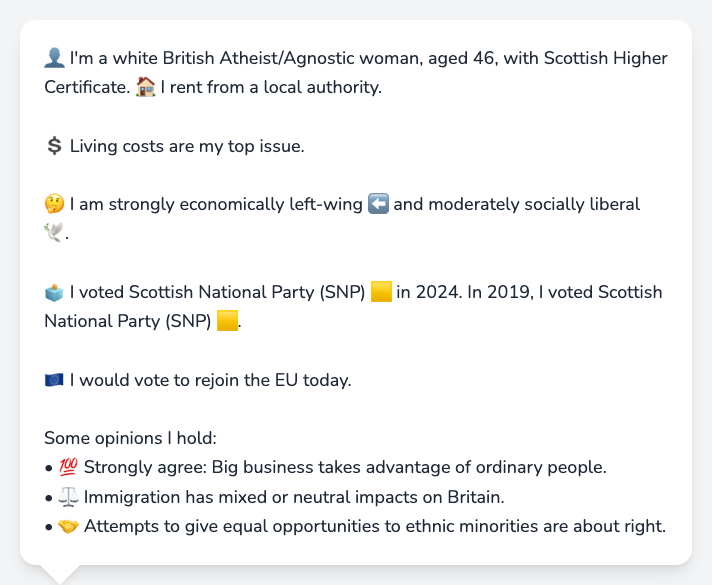 👤 I'm a white British Atheist/Agnostic woman, aged 46, with Scottish Higher
Certificate. 🏠 I rent from a local authority.
💲 Living costs are my top issue.
🤔 I am strongly economically left-wing ⬅️ and moderately socially liberal
🕊️.
🗳️ I voted Scottish National Party (SNP) 🟨 in 2024. In 2019, I voted Scottish
National Party (SNP) 🟨.
🇪🇺 I would vote to rejoin the EU today.
Some opinions I hold:
• 💯 Strongly agree: Big business takes advantage of ordinary people.
• ⚖️ Immigration has mixed or neutral impacts on Britain.
• 🤝 Attempts to give equal opportunities to ethnic minorities are about right.